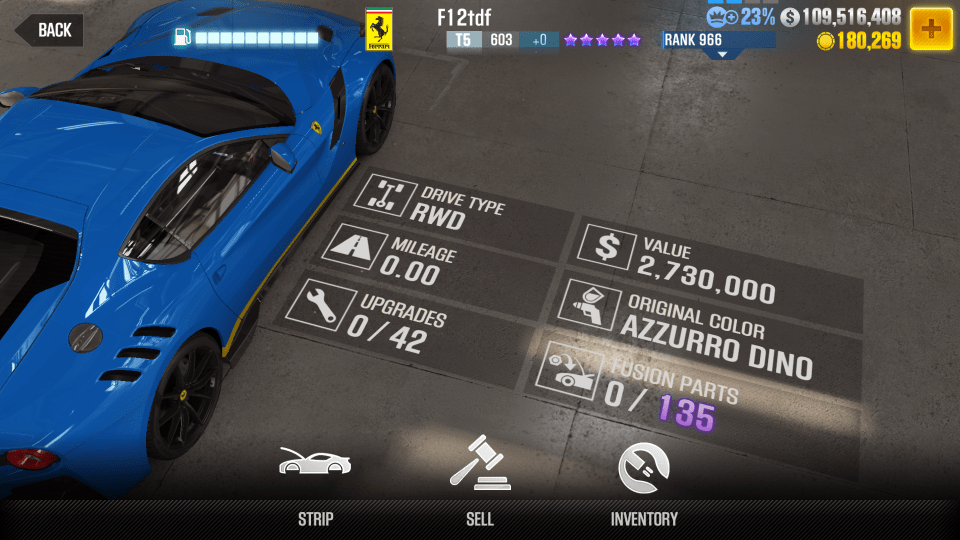 BACK
Ferrari
F12tdf
T5 603 +0
RANK 966
23% $ 109,516,408
180,269
DRIVE TYPE
RWD
MILEAGE
0.00
UPGRADES
0/42
$ VALUE
2,730,000
ORIGINAL COLOR
AZZURRO DINO
FUSION PARTS
0/135
STRIP
SELL
INVENTORY